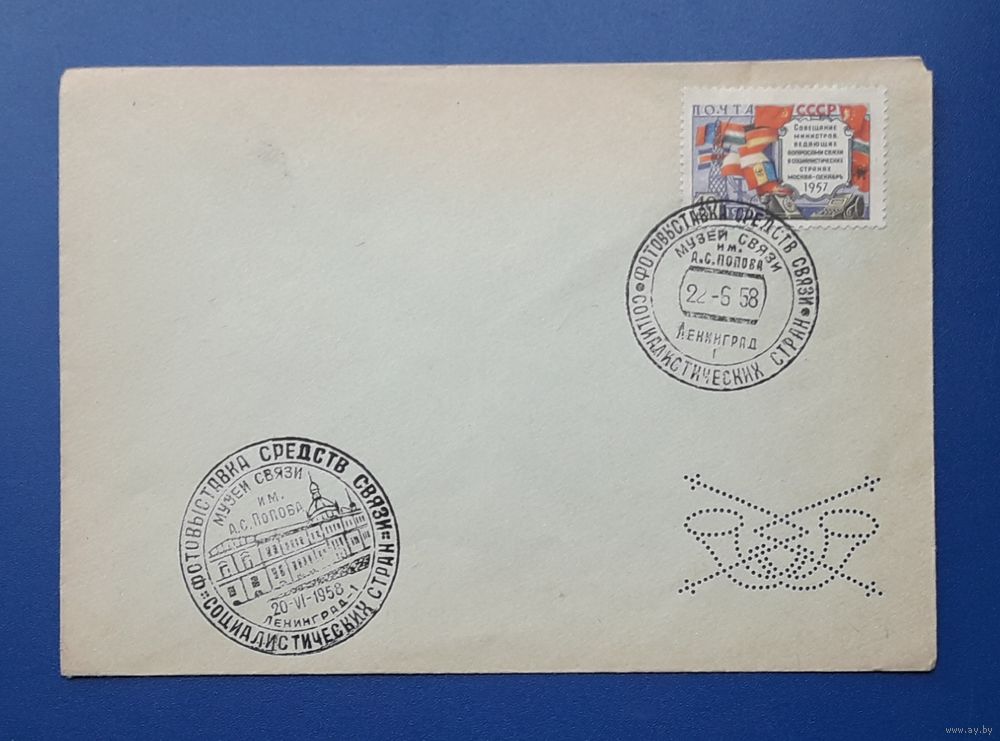 ПОЧТА СССР
СОВЕЩАНИЕ
МИНИСТРОВ,
ВЕДАЮЩИХ
ВОПРОСАМИ СВЯЗИ
В СОЦИАЛИСТИЧЕСКИХ
СТРАНАХ
МОСКВА-ДЕКАБРЬ
1957
ФОТОВЫСТАВКА СРЕДСТВ СВЯЗИ
СОЦИАЛИСТИЧЕСКИХ СТРАН
МУЗЕЙ СВЯЗИ
ИМ.
А.С.ПОПОВА
22-6 58
ЛЕНИНГРАД
1
ФОТОВЫСТАВКА СРЕДСТВ СВЯЗИ
СОЦИАЛИСТИЧЕСКИХ СТРАН
МУЗЕЙ СВЯЗИ
ИМ.
А.С.ПОПОВА
20-VI-1958
ЛЕНИНГРАД-1
www.ay.by